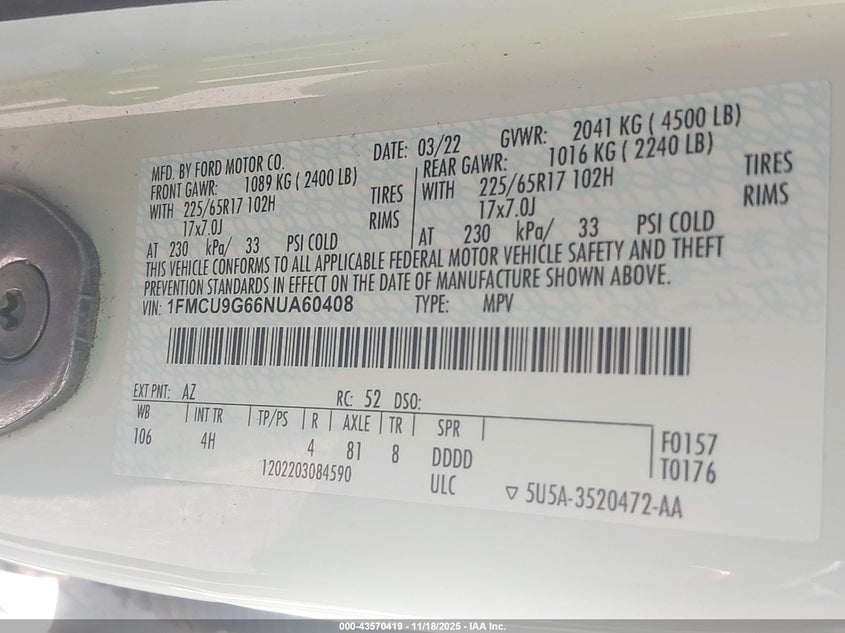 MFD. BY FORD MOTOR CO. DATE: 03/22 GVWR: 2041 KG ( 4500 LB)
FRONT GAWR: 1089 KG ( 2400 LB) REAR GAWR: 1016 KG ( 2240 LB)
WITH 225/65R17 102H TIRES WITH 225/65R17 102H TIRES
17x7.0J RIMS 17x7.0J RIMS
AT 230 kPa/ 33 PSI COLD AT 230 kPa/ 33 PSI COLD
THIS VEHICLE CONFORMS TO ALL APPLICABLE FEDERAL MOTOR VEHICLE SAFETY AND THEFT
PREVENTION STANDARDS IN EFFECT ON THE DATE OF MANUFACTURE SHOWN ABOVE.
VIN: 1FMCU9G66NUA60408 TYPE: MPV
EXT PNT: AZ RC: 52 DSO:
WB INT TR TP/PS R AXLE TR SPR
106 4H 4 81 8 DDDD F0157
1202203084590 ULC T0176
▽ 5U5A-3520472-AA
000-43570419 - 11/18/2025 - IAA Inc.